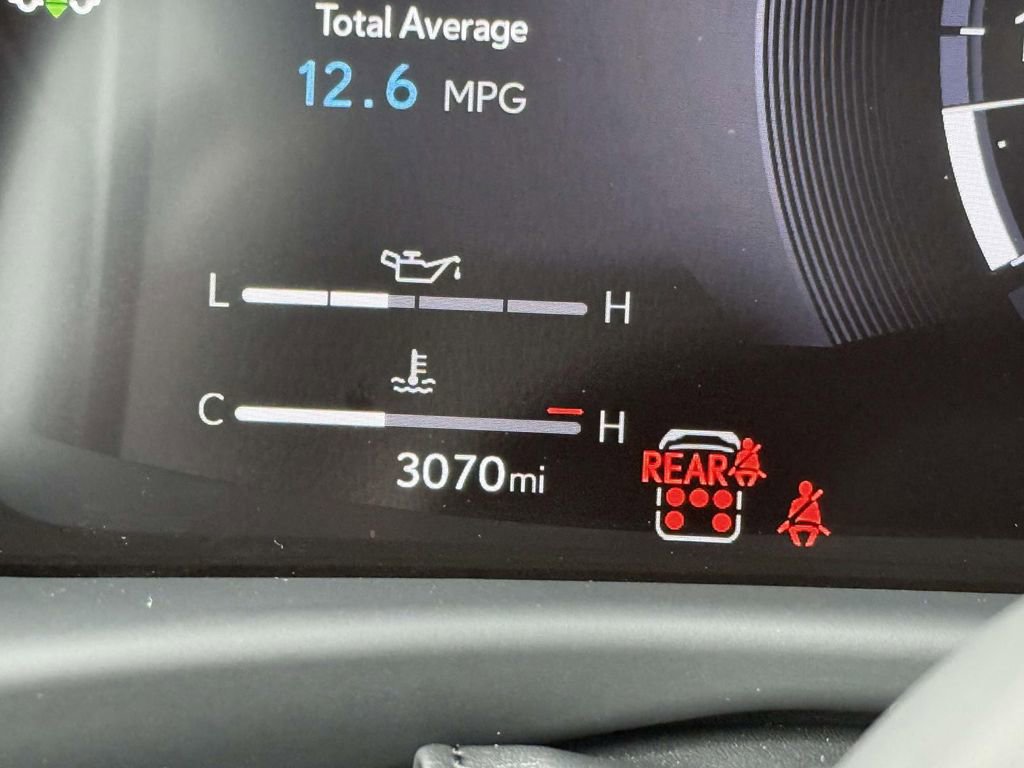 Total Average
12.6 MPG
L H
C H
3070mi
REAR